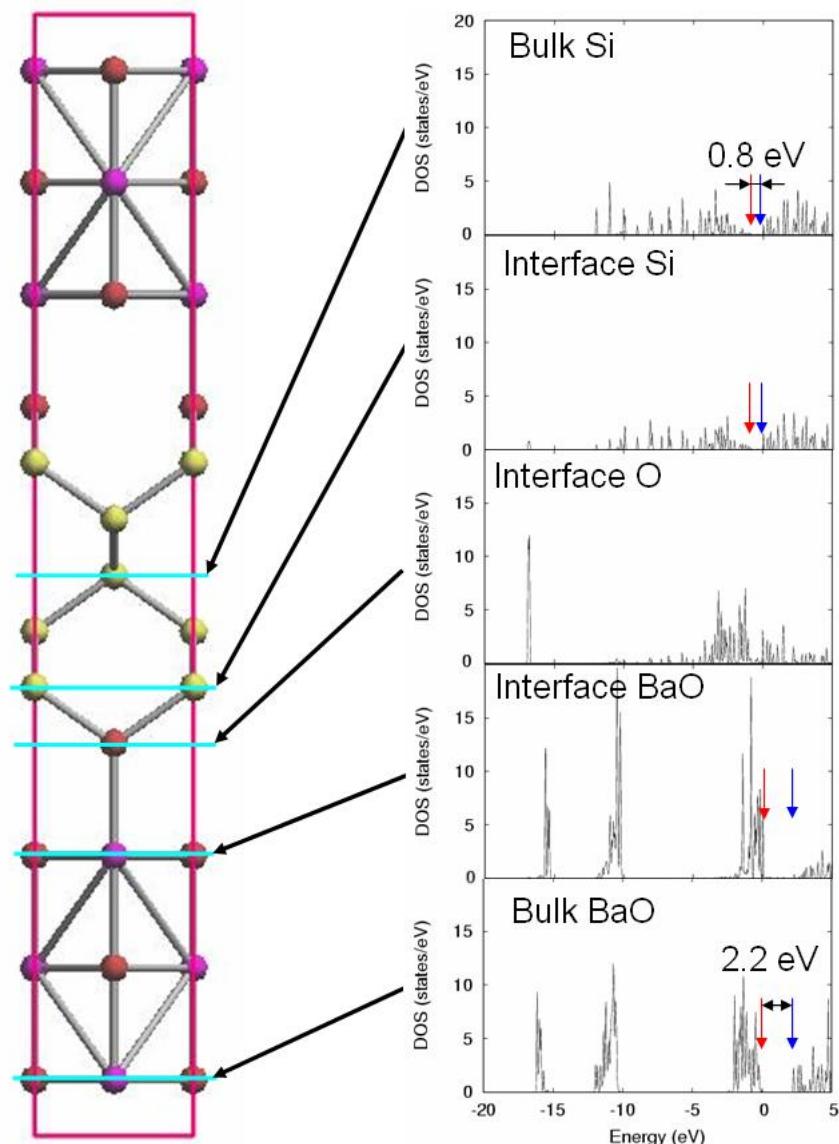 Bulk Si
0.8 eV
DOS (states/eV)
20
15
10
5
0
Interface Si
DOS (states/eV)
15
10
5
0
Interface O
DOS (states/eV)
15
10
5
0
Interface BaO
DOS (states/eV)
15
10
5
0
Bulk BaO
2.2 eV
DOS (states/eV)
15
10
5
0
-20 -15 -10 -5 0 5
Energy (eV)